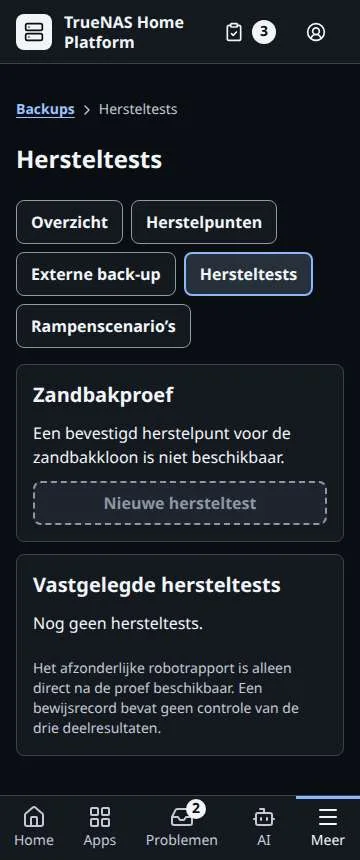 TrueNAS Home
Platform
3
Backups > Hersteltests
Hersteltests
Overzicht
Herstelpunten
Externe back-up
Hersteltests
Rampenscenario’s
Zandbakproef
Een bevestigd herstelpunt voor de
zandbakkloon is niet beschikbaar.
Nieuwe hersteltest
Vastgelegde hersteltests
Nog geen hersteltests.
Het afzonderlijke robotrapport is alleen
direct na de proef beschikbaar. Een
bewijsrecord bevat geen controle van de
drie deelresultaten.
2
Home
Apps
Problemen
AI
Meer